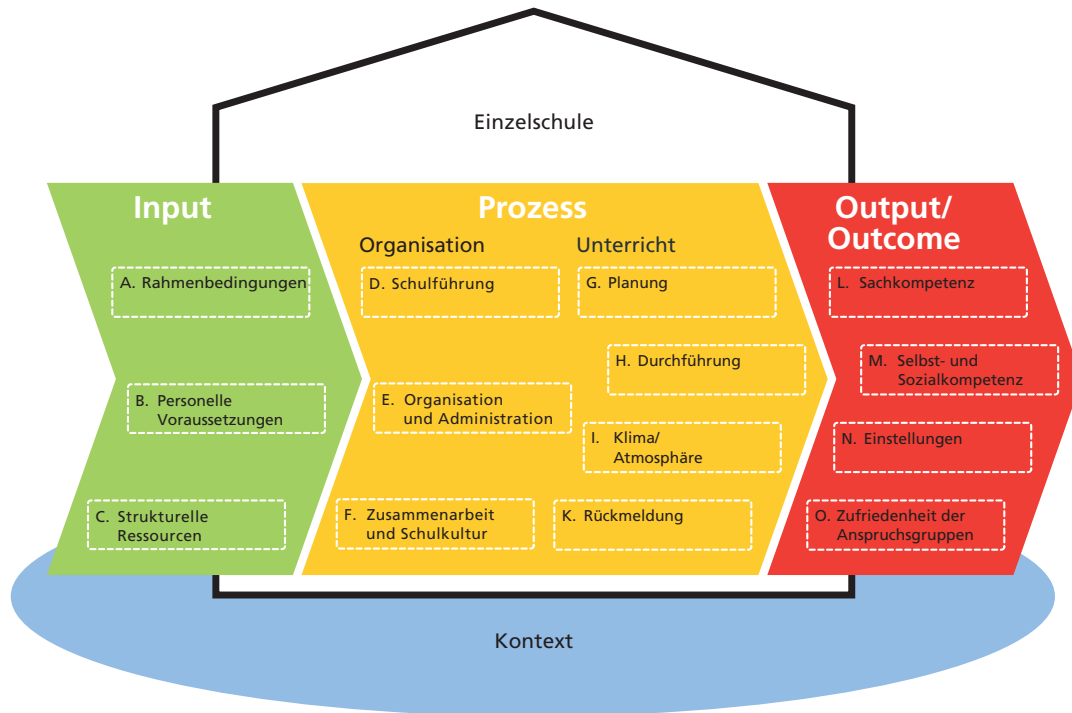 Einzelschule
Input
A. Rahmenbedingungen
B. Personelle
Voraussetzungen
C. Strukturelle
Ressourcen
Prozess
Organisation
D. Schulführung
E. Organisation
und Administration
F. Zusammenarbeit
und Schulkultur
Unterricht
G. Planung
H. Durchführung
I. Klima/
Atmosphäre
K. Rückmeldung
Output/
Outcome
L. Sachkompetenz
M. Selbst- und
Sozialkompetenz
N. Einstellungen
O. Zufriedenheit der
Anspruchsgruppen
Kontext